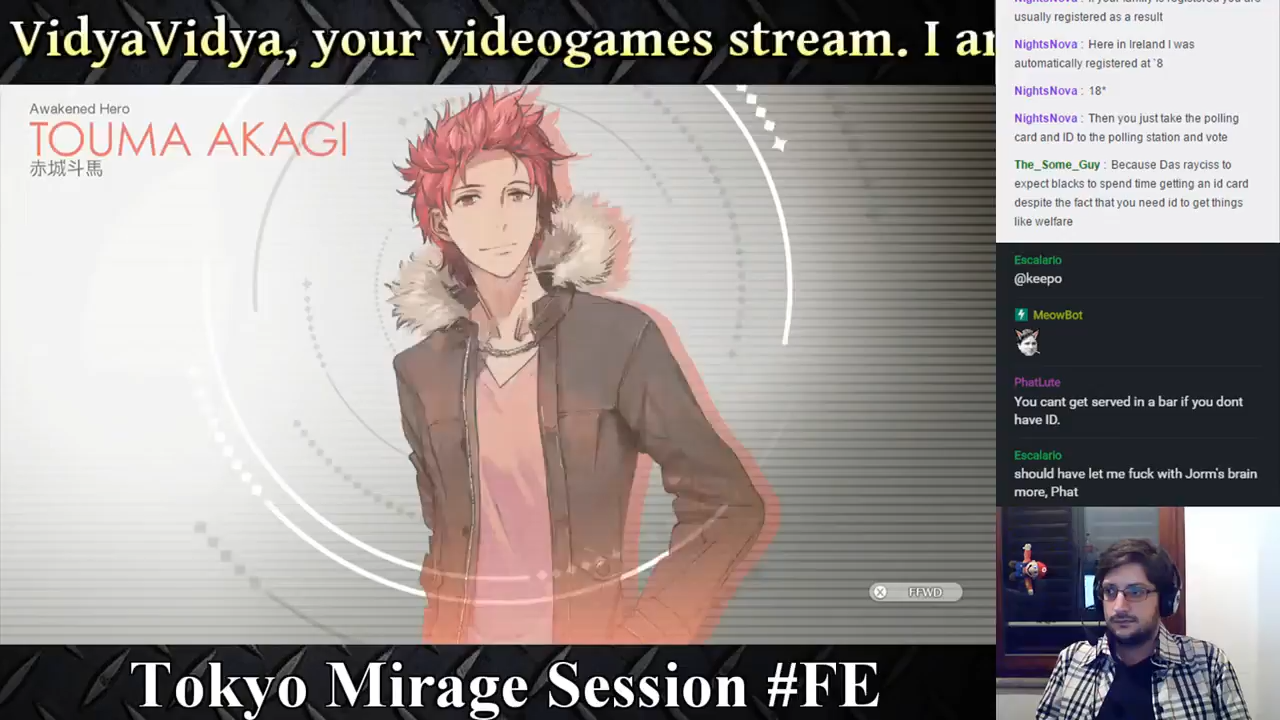 VidyaVidya, your videogames stream. I am
Awakened Hero
TOUMA AKAGI
赤城斗馬
FFWD
Tokyo Mirage Session #FE
usually registered as a result
NightsNova : Here in Ireland I was
automatically registered at `8
NightsNova : 18*
NightsNova : Then you just take the polling
card and ID to the polling station and vote
The_Some_Guy : Because Das rayciss to
expect blacks to spend time getting an id card
despite the fact that you need id to get things
like welfare
Escalario
@keepo
MeowBot
PhatLute
You cant get served in a bar if you dont
have ID.
Escalario
should have let me fuck with Jorm's brain
more, Phat